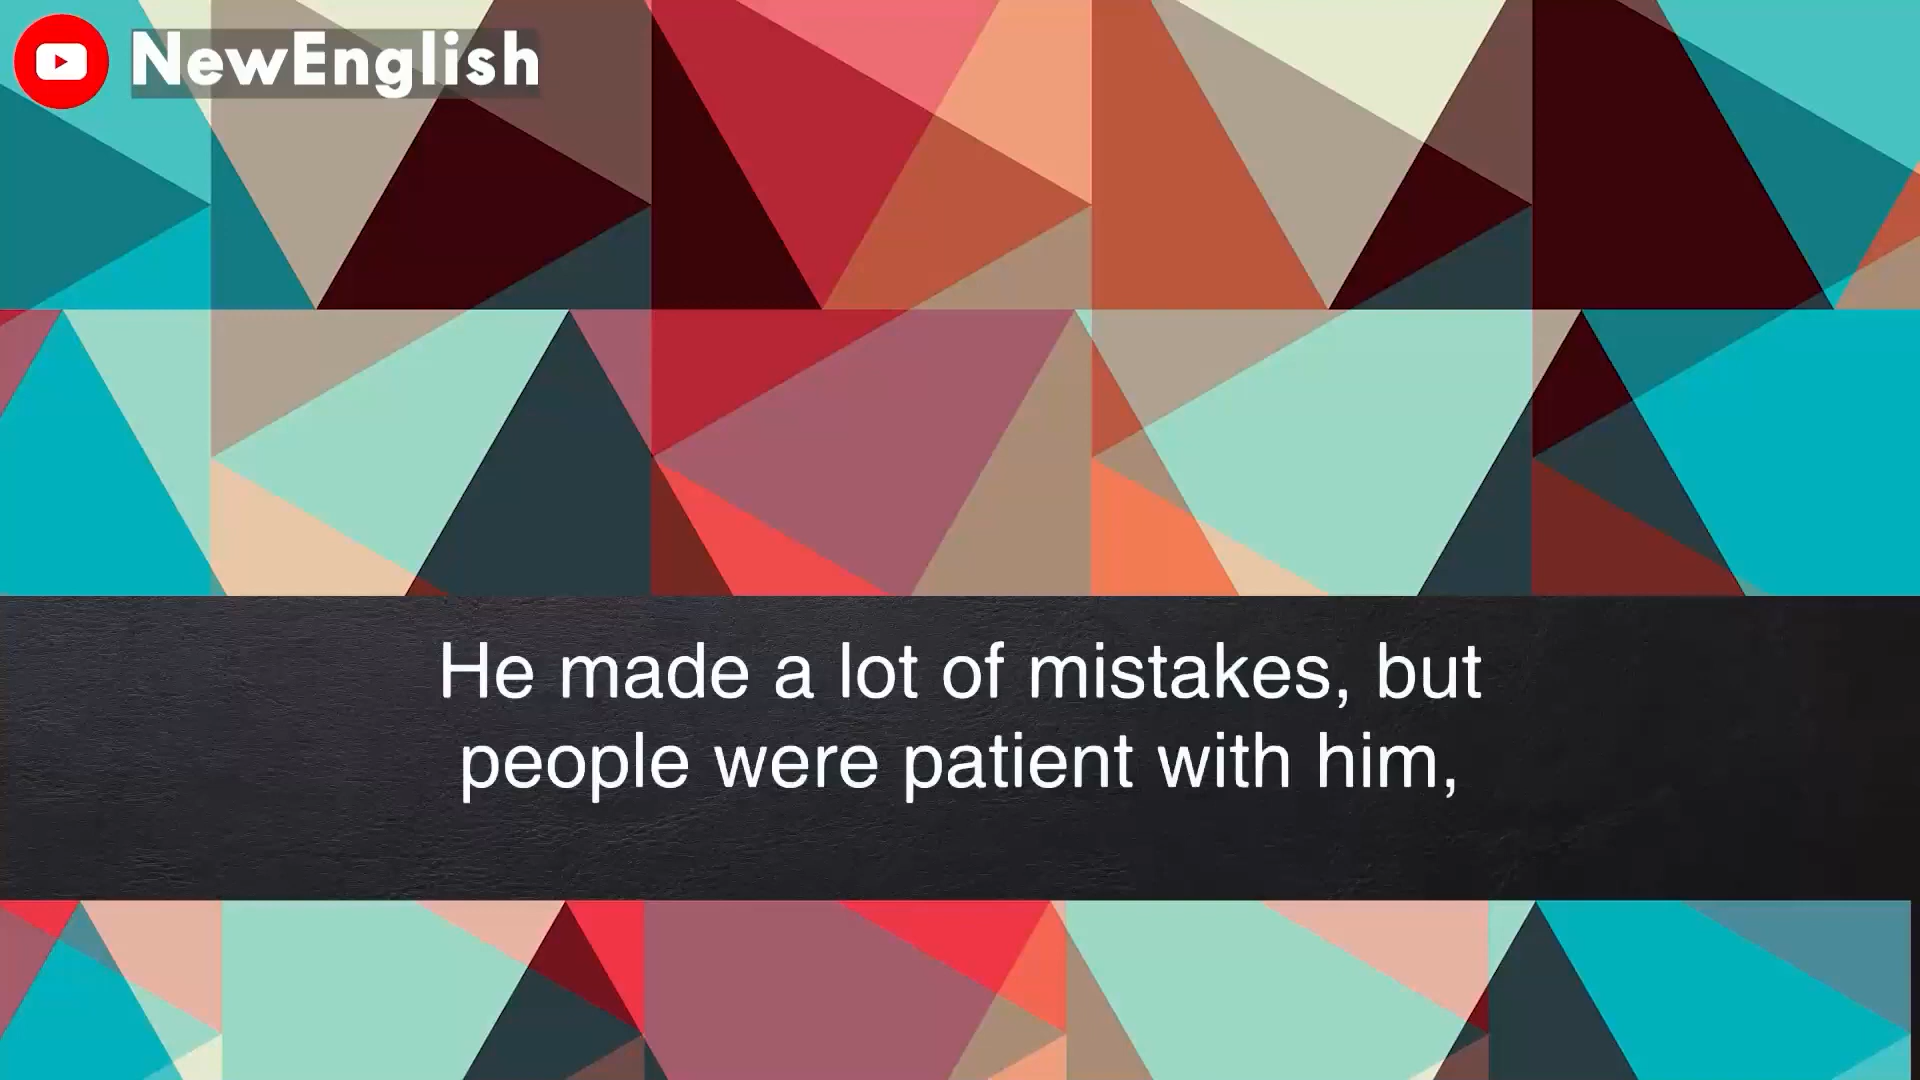 NewEnglish
He made a lot of mistakes, but
people were patient with him,